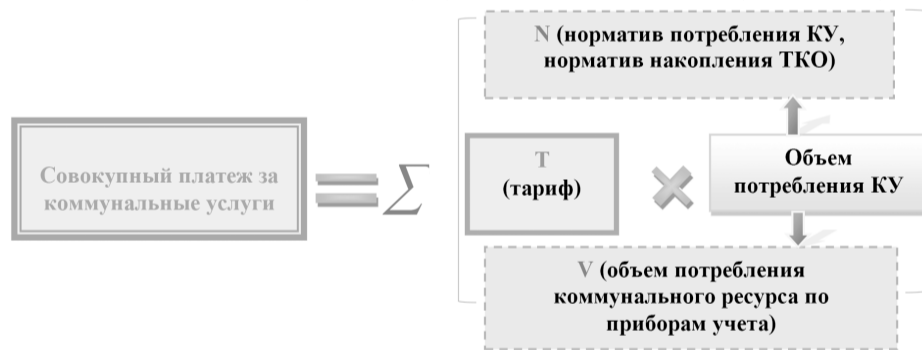 N (норматив потребления КУ,
норматив накопления ТКО)
Совокупный платеж за
коммунальные услуги
=
∑
Т
(тариф)
×
Объем
потребления КУ
V (объем потребления
коммунального ресурса по
приборам учета)